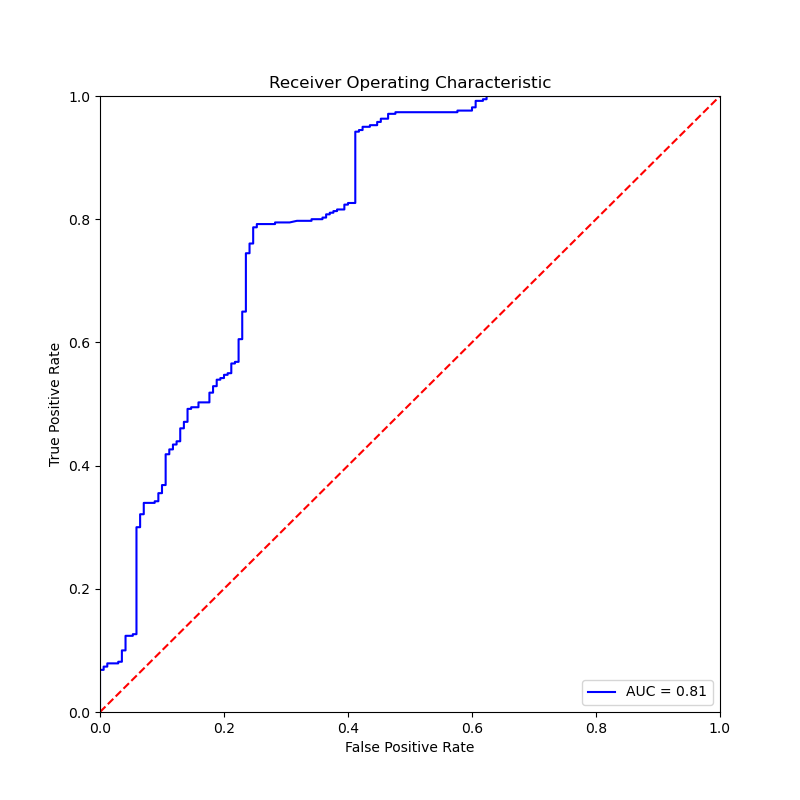 Receiver Operating Characteristic
1.0
0.8
0.6
0.4
0.2
0.0
True Positive Rate
AUC = 0.81
0.0 0.2 0.4 0.6 0.8 1.0
False Positive Rate